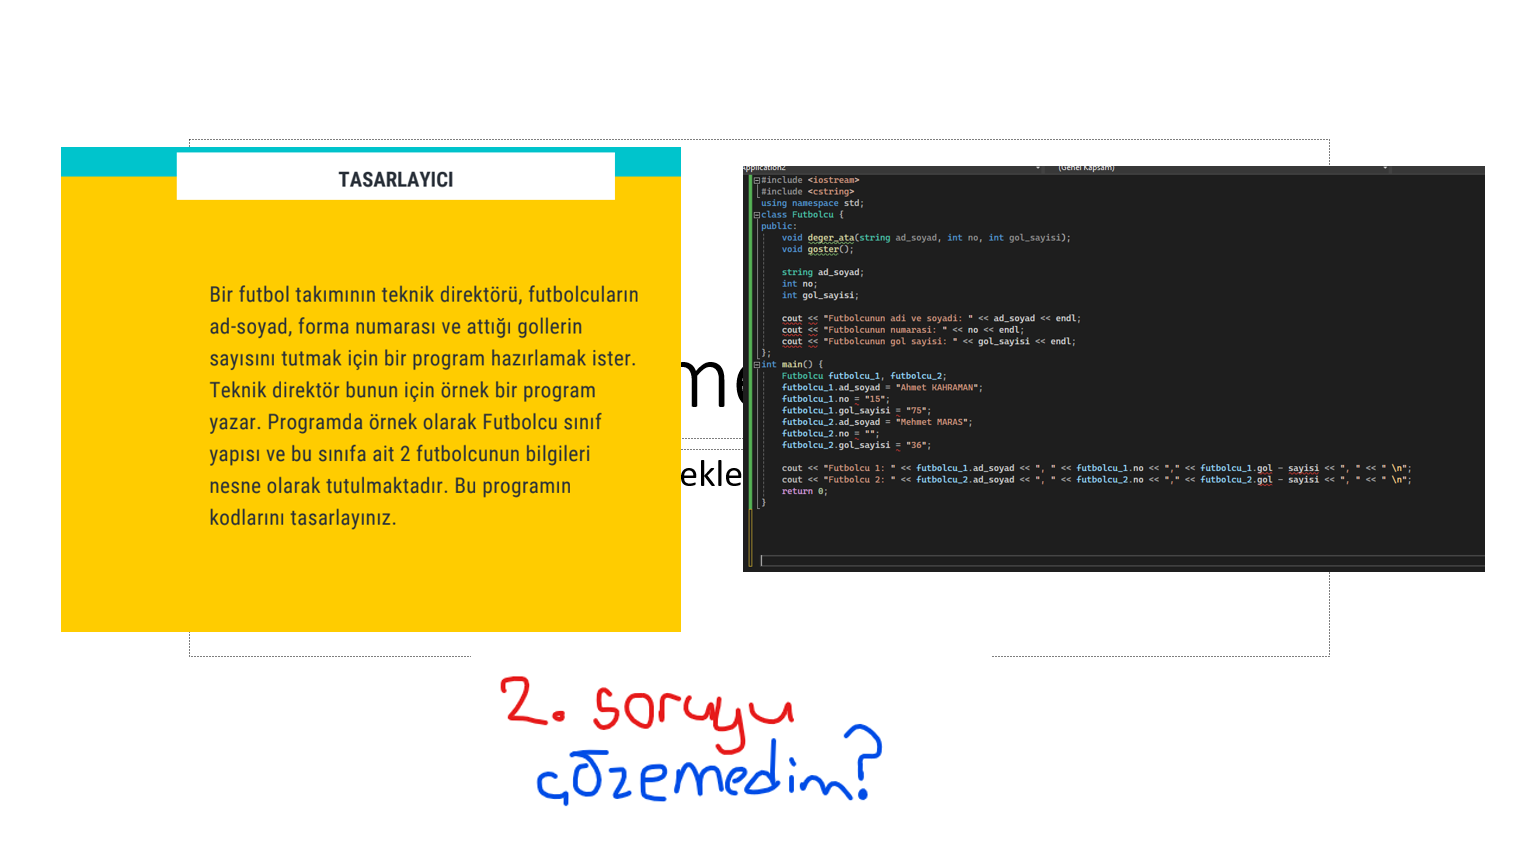 TASARLAYICI
Bir futbol takımının teknik direktörü, futbolcuların
ad-soyad, forma numarası ve attığı gollerin
sayısını tutmak için bir program hazırlamak ister.
Teknik direktör bunun için örnek bir program
yazar. Programda örnek olarak Futbolcu sınıf
yapısı ve bu sınıfa ait 2 futbolcunun bilgileri
nesne olarak tutulmaktadır. Bu programın
kodlarını tasarlayınız.
(Genel Kapsam)
#include <iostream>
#include <cstring>
using namespace std;
class Futbolcu {
public:
void deger_ata(string ad_soyad, int no, int gol_sayisi);
void goster();
string ad_soyad;
int no;
int gol_sayisi;
cout << "Futbolcunun adi ve soyadi: " << ad_soyad << endl;
cout << "Futbolcunun numarasi: " << no << endl;
cout << "Futbolcunun gol sayisi: " << gol_sayisi << endl;
};
int main() {
Futbolcu futbolcu_1, futbolcu_2;
futbolcu_1.ad_soyad = "Ahmet KAHRAMAN";
futbolcu_1.no = "15";
futbolcu_1.gol_sayisi = "75";
futbolcu_2.ad_soyad = "Mehmet MARAS";
futbolcu_2.no = "";
futbolcu_2.gol_sayisi = "36";
cout << "Futbolcu 1: " << futbolcu_1.ad_soyad << ", " << futbolcu_1.no << "," << futbolcu_1.gol - sayisi << ", " << " \n";
cout << "Futbolcu 2: " << futbolcu_2.ad_soyad << ", " << futbolcu_2.no << "," << futbolcu_2.gol - sayisi << ", " << " \n";
return 0;
}
2. soruyu
çözemedim?